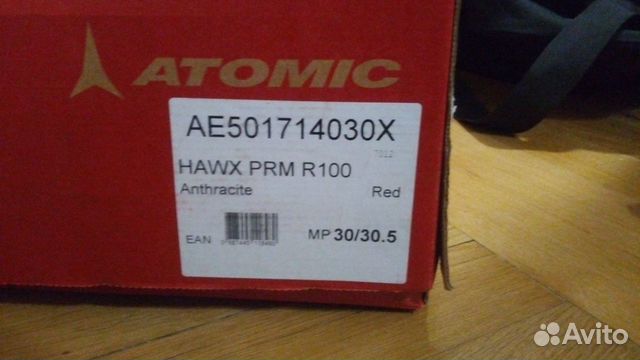 ATOMIC
AE501714030X
HAWX PRM R100
Anthracite Red
EAN
MP 30/30.5
Avito